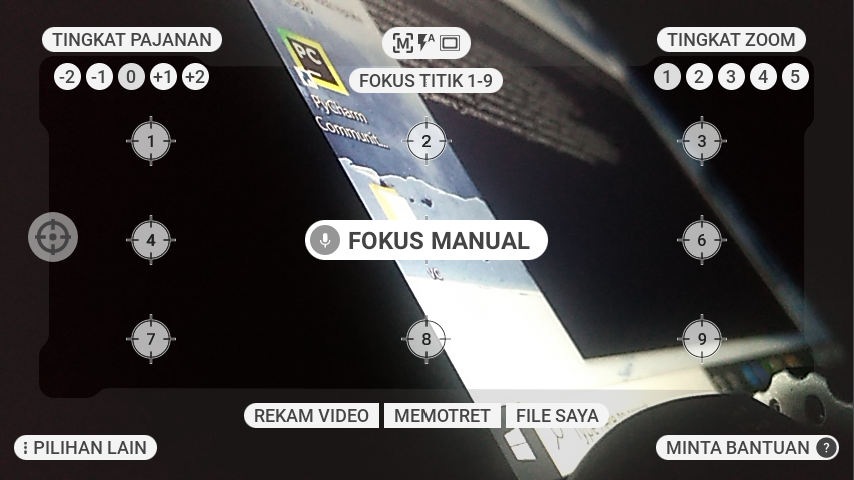 TINGKAT PAJANAN
-2 -1 0 +1 +2
A
FOKUS TITIK 1-9
TINGKAT ZOOM
1 2 3 4 5
PC
PyCharm
Communit...
1 2 3
4 FOKUS MANUAL 6
VC
7 8 9
REKAM VIDEO MEMOTRET FILE SAYA
PILIHAN LAIN
MINTA BANTUAN ?